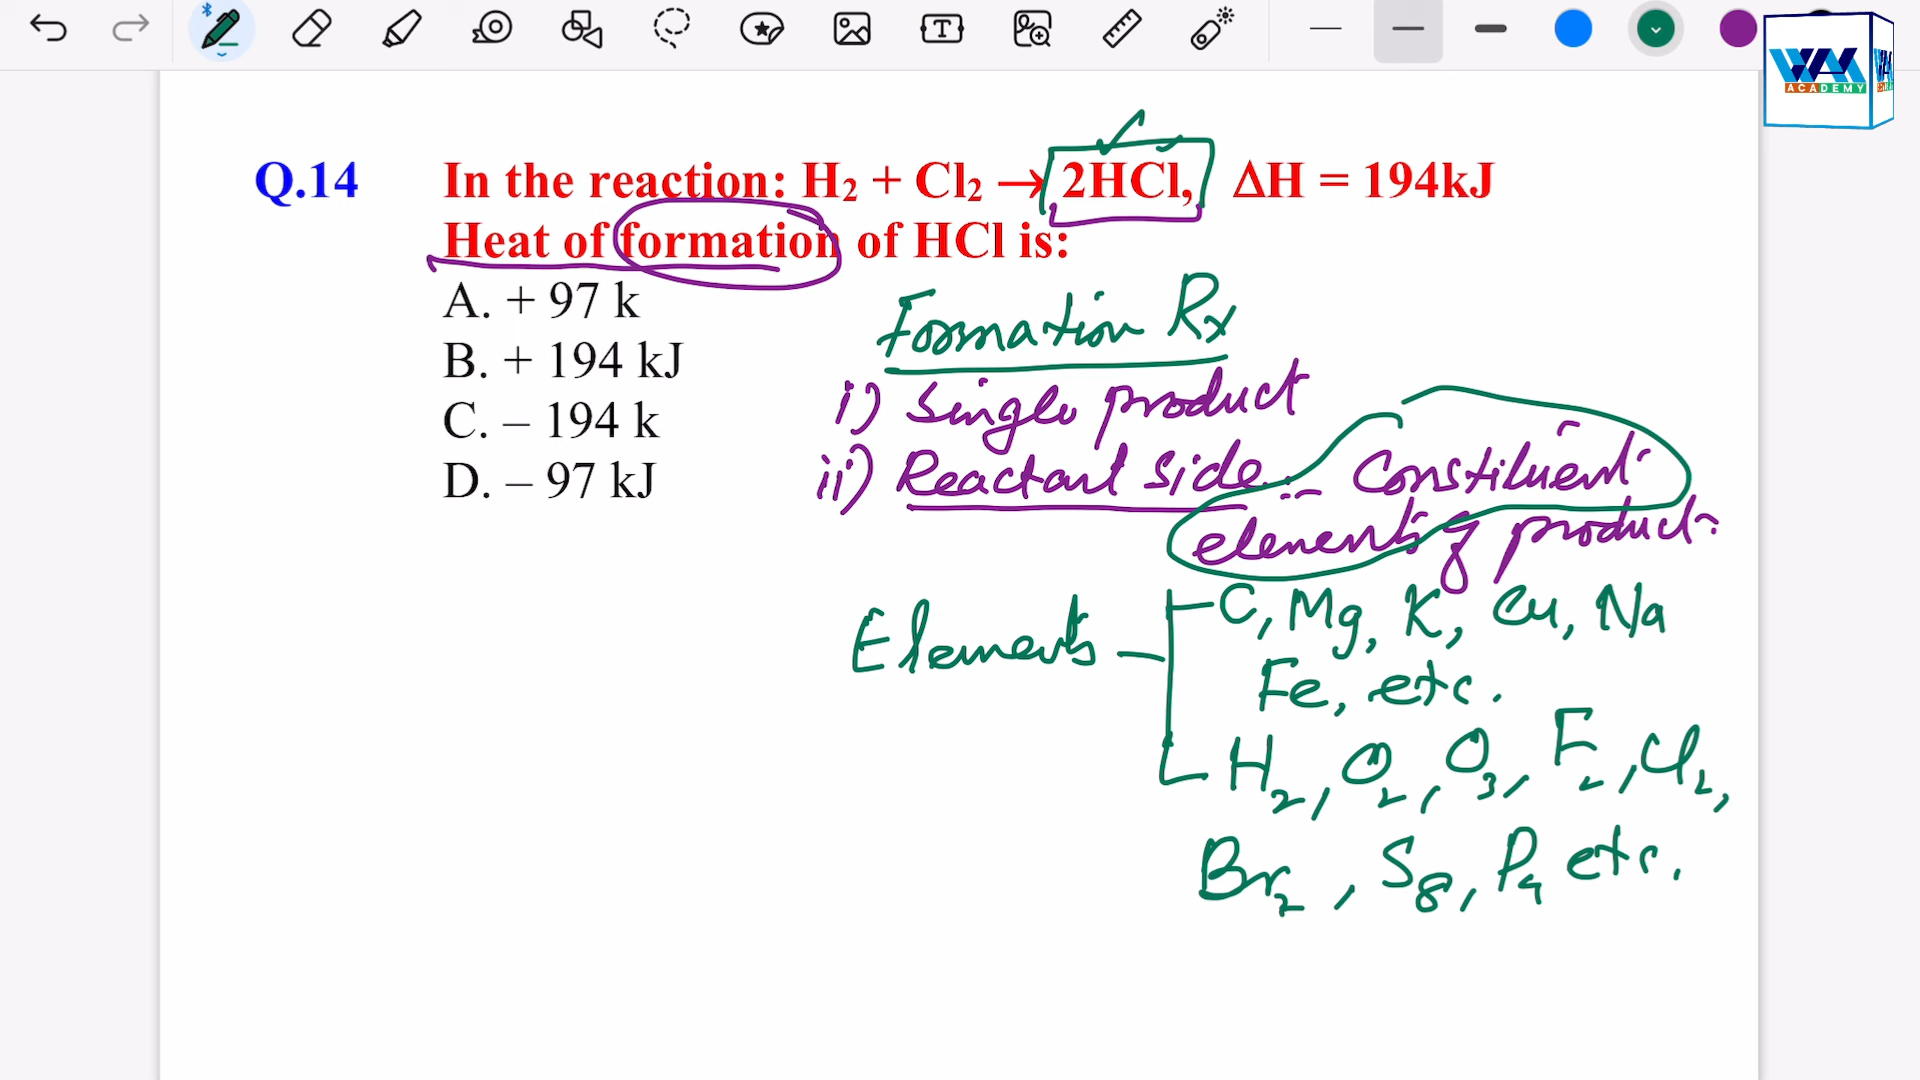 WAK
ACADEMY
Q.14 In the reaction: H₂ + Cl₂ → 2HCl, ΔH = 194kJ
Heat of formation of HCl is:
A. + 97 k
B. + 194 kJ
C. – 194 k
D. – 97 kJ
Formation Rx
i) Single product
ii) Reactant side -- Constituent
elements of product
Elements C, Mg, K, Cu, Na
Fe, etc.
H₂, O₂, O₃, F₂, Cl₂,
Br₂, S₈, P₄ etc.